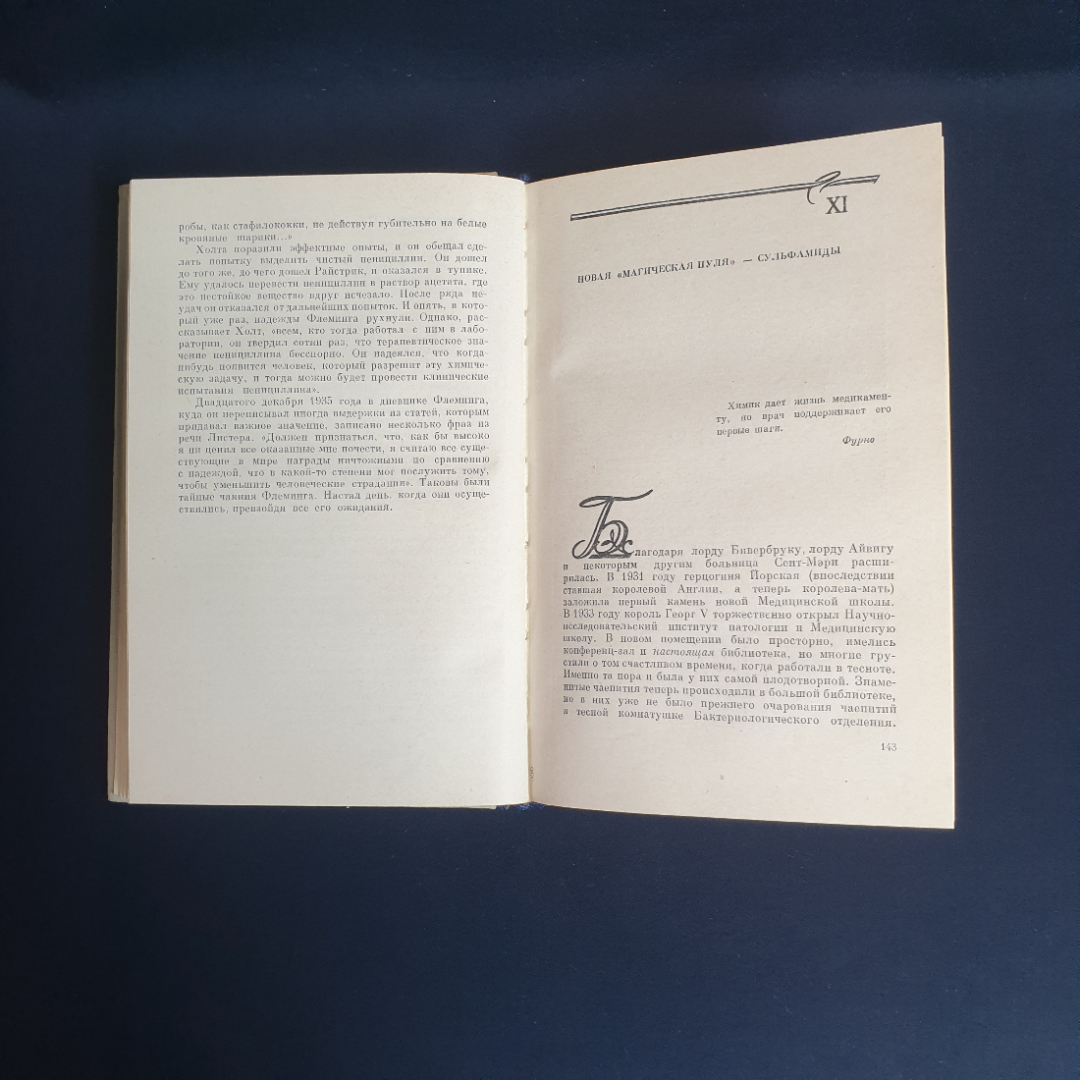 робы, как стафилококки, не действуя губительно на белые
кровяные шарики...»
Холта поразили эффектные опыты, и он обещал сде-
лать попытку выделить чистый пенициллин. Он дошел
до того же, до чего дошел Райстрик, и оказался в тупике.
Ему удалось перевести пенициллин в раствор ацетата, где
это нестойкое вещество вдруг исчезало. После ряда не-
удач он отказался от дальнейших попыток. И опять, в кото-
рый уже раз, надежды Флеминга рухнули. Однако, рас-
сказывает Холт, «всем, кто тогда работал с ним в лабо-
ратории, он твердил сотни раз, что терапевтическое зна-
чение пенициллина бесспорно. Он надеялся, что когда-
нибудь появится человек, который разрешит эту химиче-
скую задачу, и тогда можно будет провести клинические
испытания пенициллина».
Двадцатого декабря 1935 года в дневнике Флеминга,
куда он переписывал иногда выдержки из статей, которым
придавал важное значение, записано несколько фраз из
речи Листера. «Должен признаться, что, как бы высоко
я ни ценил все оказанные мне почести, я считаю все суще-
ствующие в мире награды ничтожными по сравнению
с надеждой, что в какой-то степени мог послужить тому,
чтобы уменьшить человеческие страдания». Таковы были
тайные чаяния Флеминга. Настал день, когда они осуще-
ствились, превзойдя все его ожидания.
XI
НОВАЯ «МАГИЧЕСКАЯ ПУЛЯ» — СУЛЬФАМИДЫ
Химик дает жизнь медикамен-
ту, но врач поддерживает его
первые шаги.
Фурно
Благодаря лорду Бивербруку, лорду Айвигу
и некоторым другим больница Сент-Мэри расши-
рилась. В 1931 году герцогиня Йорская (впоследствии
ставшая королевой Англии, а теперь королева-мать)
заложила первый камень новой Медицинской школы.
В 1933 году король Георг V торжественно открыл Научно-
исследовательский институт патологии и Медицинскую
школу. В новом помещении было просторно, имелись
конференц-зал и настоящая библиотека, но многие гру-
стили о том счастливом времени, когда работали в тесноте.
Именно та пора и была у них самой плодотворной. Знаме-
нитые чаепития теперь происходили в большой библиотеке,
но в них уже не было прежнего очарования чаепитий
в тесной комнатушке Бактериологического отделения.
143